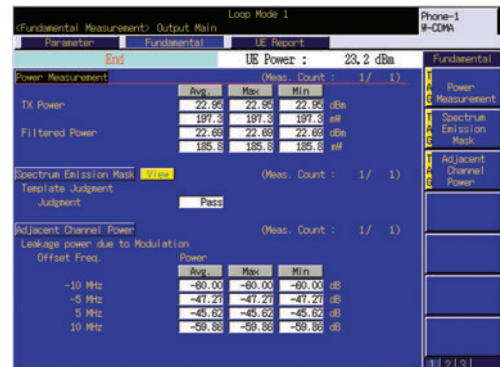 Loop Mode 1
<Fundamental Measurement> Output Main
Phone-1
W-CDMA
Parameter Fundamental UE Report
End UE Power : 23.2 dBm
Fundamental
Power Measurement (Meas. Count : 1/ 1)
Avg. Max Min
TX Power 22.95 22.95 22.95 dBm
197.3 197.3 197.3 mW
Filtered Power 22.69 22.69 22.69 dBm
185.8 185.8 185.8 mW
Spectrum Emission Mask View (Meas. Count : 1/ 1)
Template Judgment
Judgment Pass
Adjacent Channel Power (Meas. Count : 1/ 1)
Leakage power due to Modulation
Offset Freq. Power
Avg. Max Min
-10 MHz -60.00 -60.00 -60.00 dB
-5 MHz -47.21 -47.21 -47.21 dB
5 MHz -45.62 -45.62 -45.62 dB
10 MHz -59.86 -59.86 -59.86 dB
TAG Power Measurement
TAG Spectrum Emission Mask
TAG Adjacent Channel Power
1 2 3